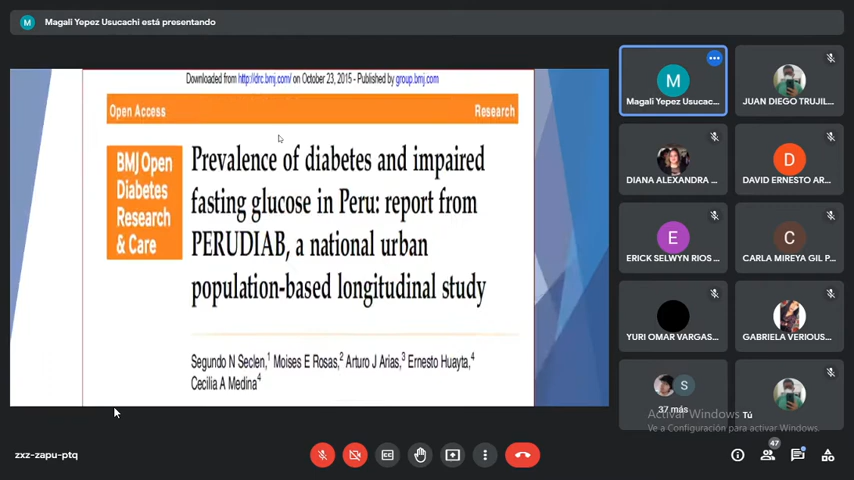 M Magali Yepez Usucachi está presentando
Downloaded from http://drc.bmj.com/ on October 23, 2015 - Published by group.bmj.com
Open Access Research
BMJ Open
Diabetes
Research
& Care
Prevalence of diabetes and impaired
fasting glucose in Peru: report from
PERUDIAB, a national urban
population-based longitudinal study
Segundo N Seclen,1 Moises E Rosas,2 Arturo J Arias,3 Ernesto Huayta,4
Cecilia A Medina4
M
Magali Yepez Usucac...
JUAN DIEGO TRUJIL...
DIANA ALEXANDRA ...
D
DAVID ERNESTO AR...
E
ERICK SELWYN RIOS ...
C
CARLA MIREYA GIL P...
YURI OMAR VARGAS...
GABRIELA VERIOUS...
S
37 más
Tú
Activar Windows
Ve a Configuración para activar Windows.
zxz-zapu-ptq
CC
47